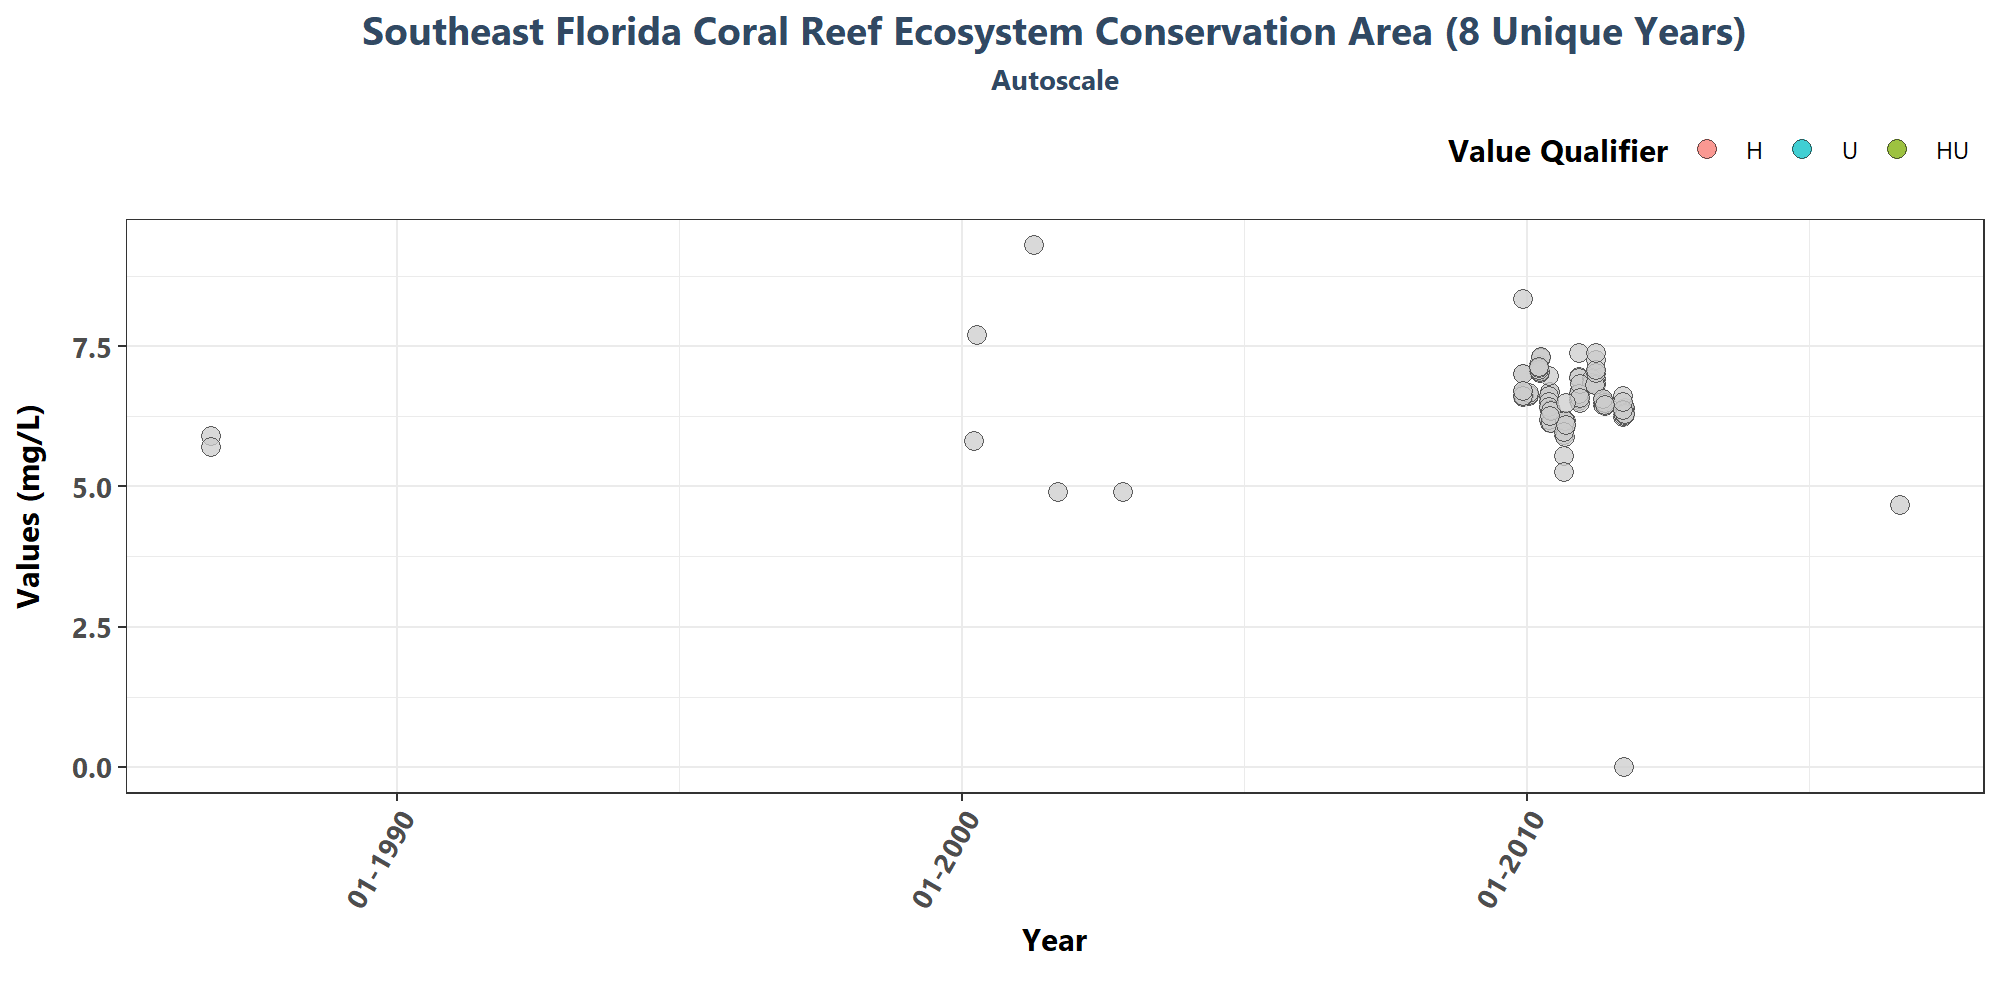 Southeast Florida Coral Reef Ecosystem Conservation Area (8 Unique Years)
Autoscale
Value Qualifier H U HU
Values (mg/L)
7.5
5.0
2.5
0.0
01-1990 01-2000 01-2010
Year